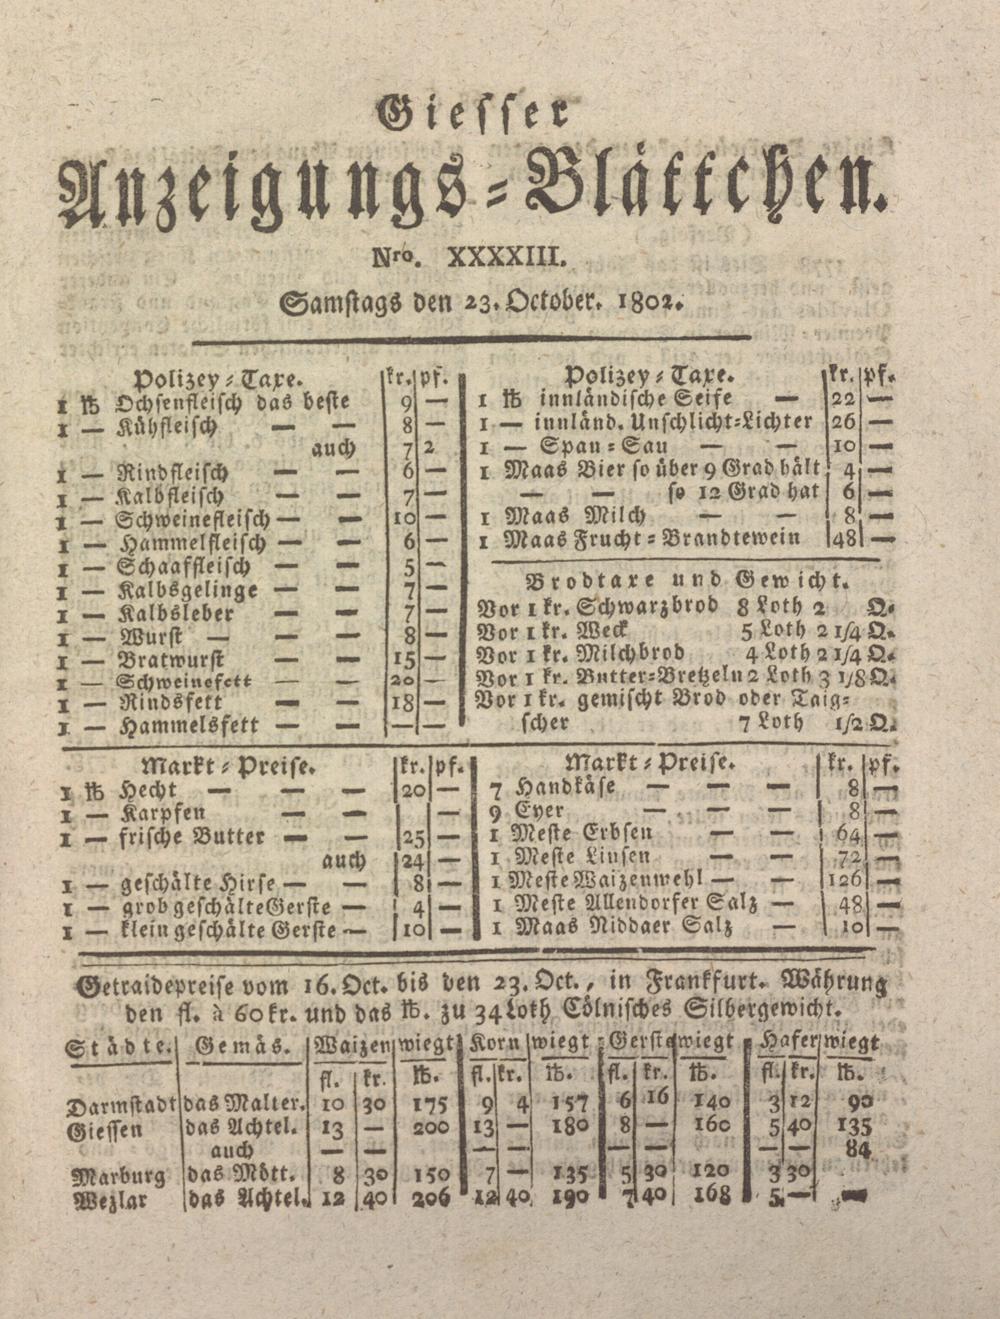 Giesser
Anzeigungs-Blättchen.
Nro. XXXXIII.
Samstags den 23. October. 1802.
Polizey-Taxe. kr. pf.
1 ℔ Ochsenfleisch das beste 9 —
1 — Kühfleisch — — 8 —
auch 7 2
1 — Rindfleisch — — 6 —
1 — Kalbfleisch — — 7 —
1 — Schweinefleisch — — 10 —
1 — Hammelfleisch — — 6 —
1 — Schaaffleisch — — 5 —
1 — Kalbsgelinge — — 7 —
1 — Kalbsleber — — 7 —
1 — Wurst — — — 8 —
1 — Bratwurst — — 15 —
1 — Schweinefett — — 20 —
1 — Rindsfett — — 18 —
1 — Hammelsfett — — — —
Polizey-Taxe. kr. pf.
1 ℔ innländische Seife — 22 —
1 — innländ. Unschlicht-Lichter 26 —
1 — Span-Sau — — 10 —
1 Maas Bier so über 9 Grad hält 4 —
— — so 12 Grad hat 6 —
1 Maas Milch — — 8 —
1 Maas Frucht-Brandtewein 48 —
Brodtaxe und Gewicht.
Vor 1 kr. Schwarzbrod 8 Loth 2 Q.
Vor 1 kr. Weck 5 Loth 2 1/4 Q.
Vor 1 kr. Milchbrod 4 Loth 2 1/4 Q.
Vor 1 kr. Butter-Bretzeln 2 Loth 3 1/8 Q.
Vor 1 kr. gemischt Brod oder Taig-
scher 7 Loth 1/2 Q.
Markt-Preise. kr. pf.
1 ℔ Hecht — — — 20 —
1 — Karpfen — — —
1 — frische Butter — — 25 —
auch 24 —
1 — geschälte Hirse — — 8 —
1 — grob geschälte Gerste — 4 —
1 — klein geschälte Gerste — 10 —
Markt-Preise. kr. pf.
7 Handkäse — — — 8 —
9 Eyer — — — 8 —
1 Meste Erbsen — — 64 —
1 Meste Linsen — — 72 —
1 Meste Waizenmehl — — 126 —
1 Meste Allendorfer Salz — 48 —
1 Maas Niddaer Salz — 10 —
Getraidepreise vom 16. Oct. bis den 23. Oct., in Frankfurt. Währung
den fl. à 60 kr. und das ℔. zu 34 Loth Cölnisches Silbergewicht.
Städte. Gemäs. Waizen wiegt Korn wiegt Gerste wiegt Hafer wiegt
fl. kr. ℔. fl. kr. ℔. fl. kr. ℔. fl. kr. ℔.
Darmstadt das Malter. 10 30 175 9 4 157 6 16 140 3 12 90
Giessen das Achtel. 13 — 200 13 — 180 8 — 160 5 40 135
auch — — — — — — — — 84
Marburg das Mött. 8 30 150 7 — 135 5 30 120 3 30
Wezlar das Achtel. 12 40 206 12 40 190 7 40 168 5 — —